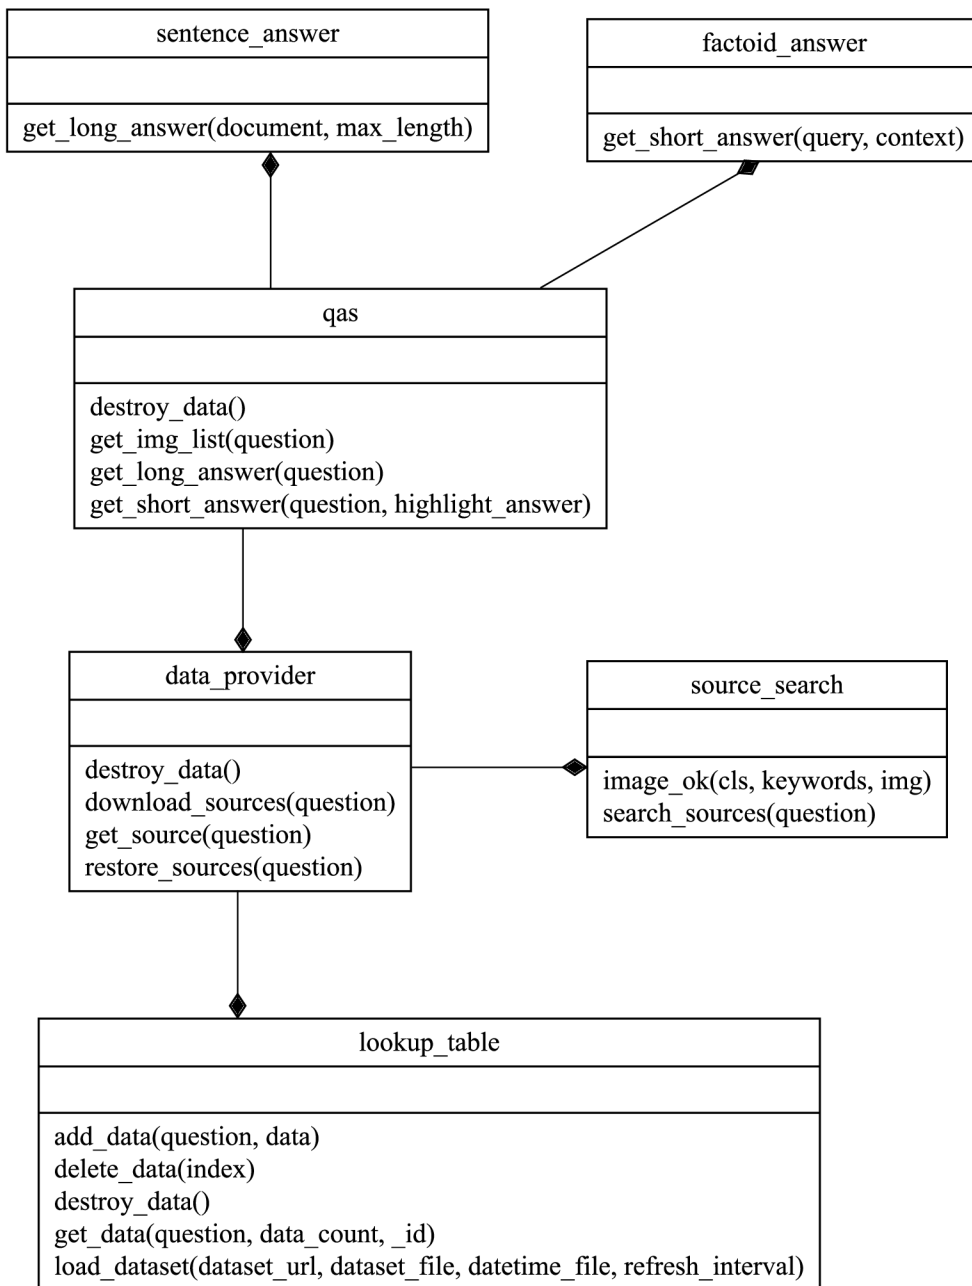 sentence_answer
get_long_answer(document, max_length)
factoid_answer
get_short_answer(query, context)
qas
destroy_data()
get_img_list(question)
get_long_answer(question)
get_short_answer(question, highlight_answer)
data_provider
destroy_data()
download_sources(question)
get_source(question)
restore_sources(question)
source_search
image_ok(cls, keywords, img)
search_sources(question)
lookup_table
add_data(question, data)
delete_data(index)
destroy_data()
get_data(question, data_count, _id)
load_dataset(dataset_url, dataset_file, datetime_file, refresh_interval)